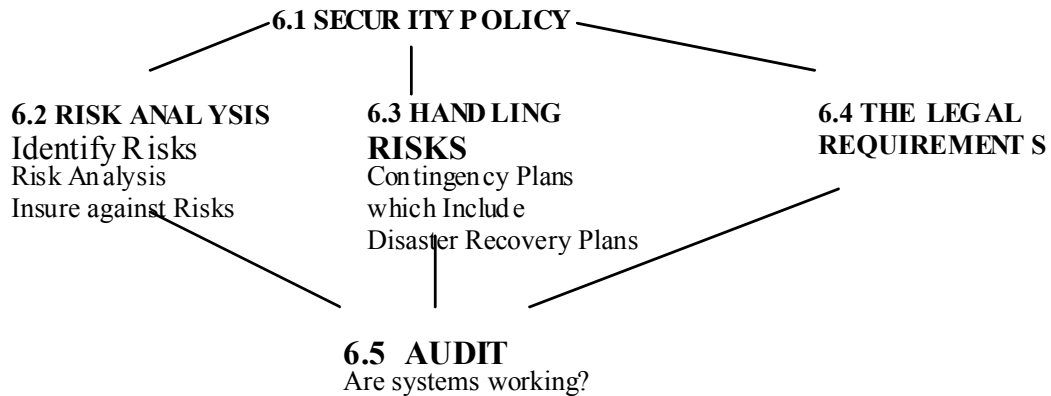 6.1 SECURITY POLICY
6.2 RISK ANALYSIS
Identify Risks
Risk Analysis
Insure against Risks
6.3 HANDLING
RISKS
Contingency Plans
which Include
Disaster Recovery Plans
6.4 THE LEGAL
REQUIREMENTS
6.5 AUDIT
Are systems working?